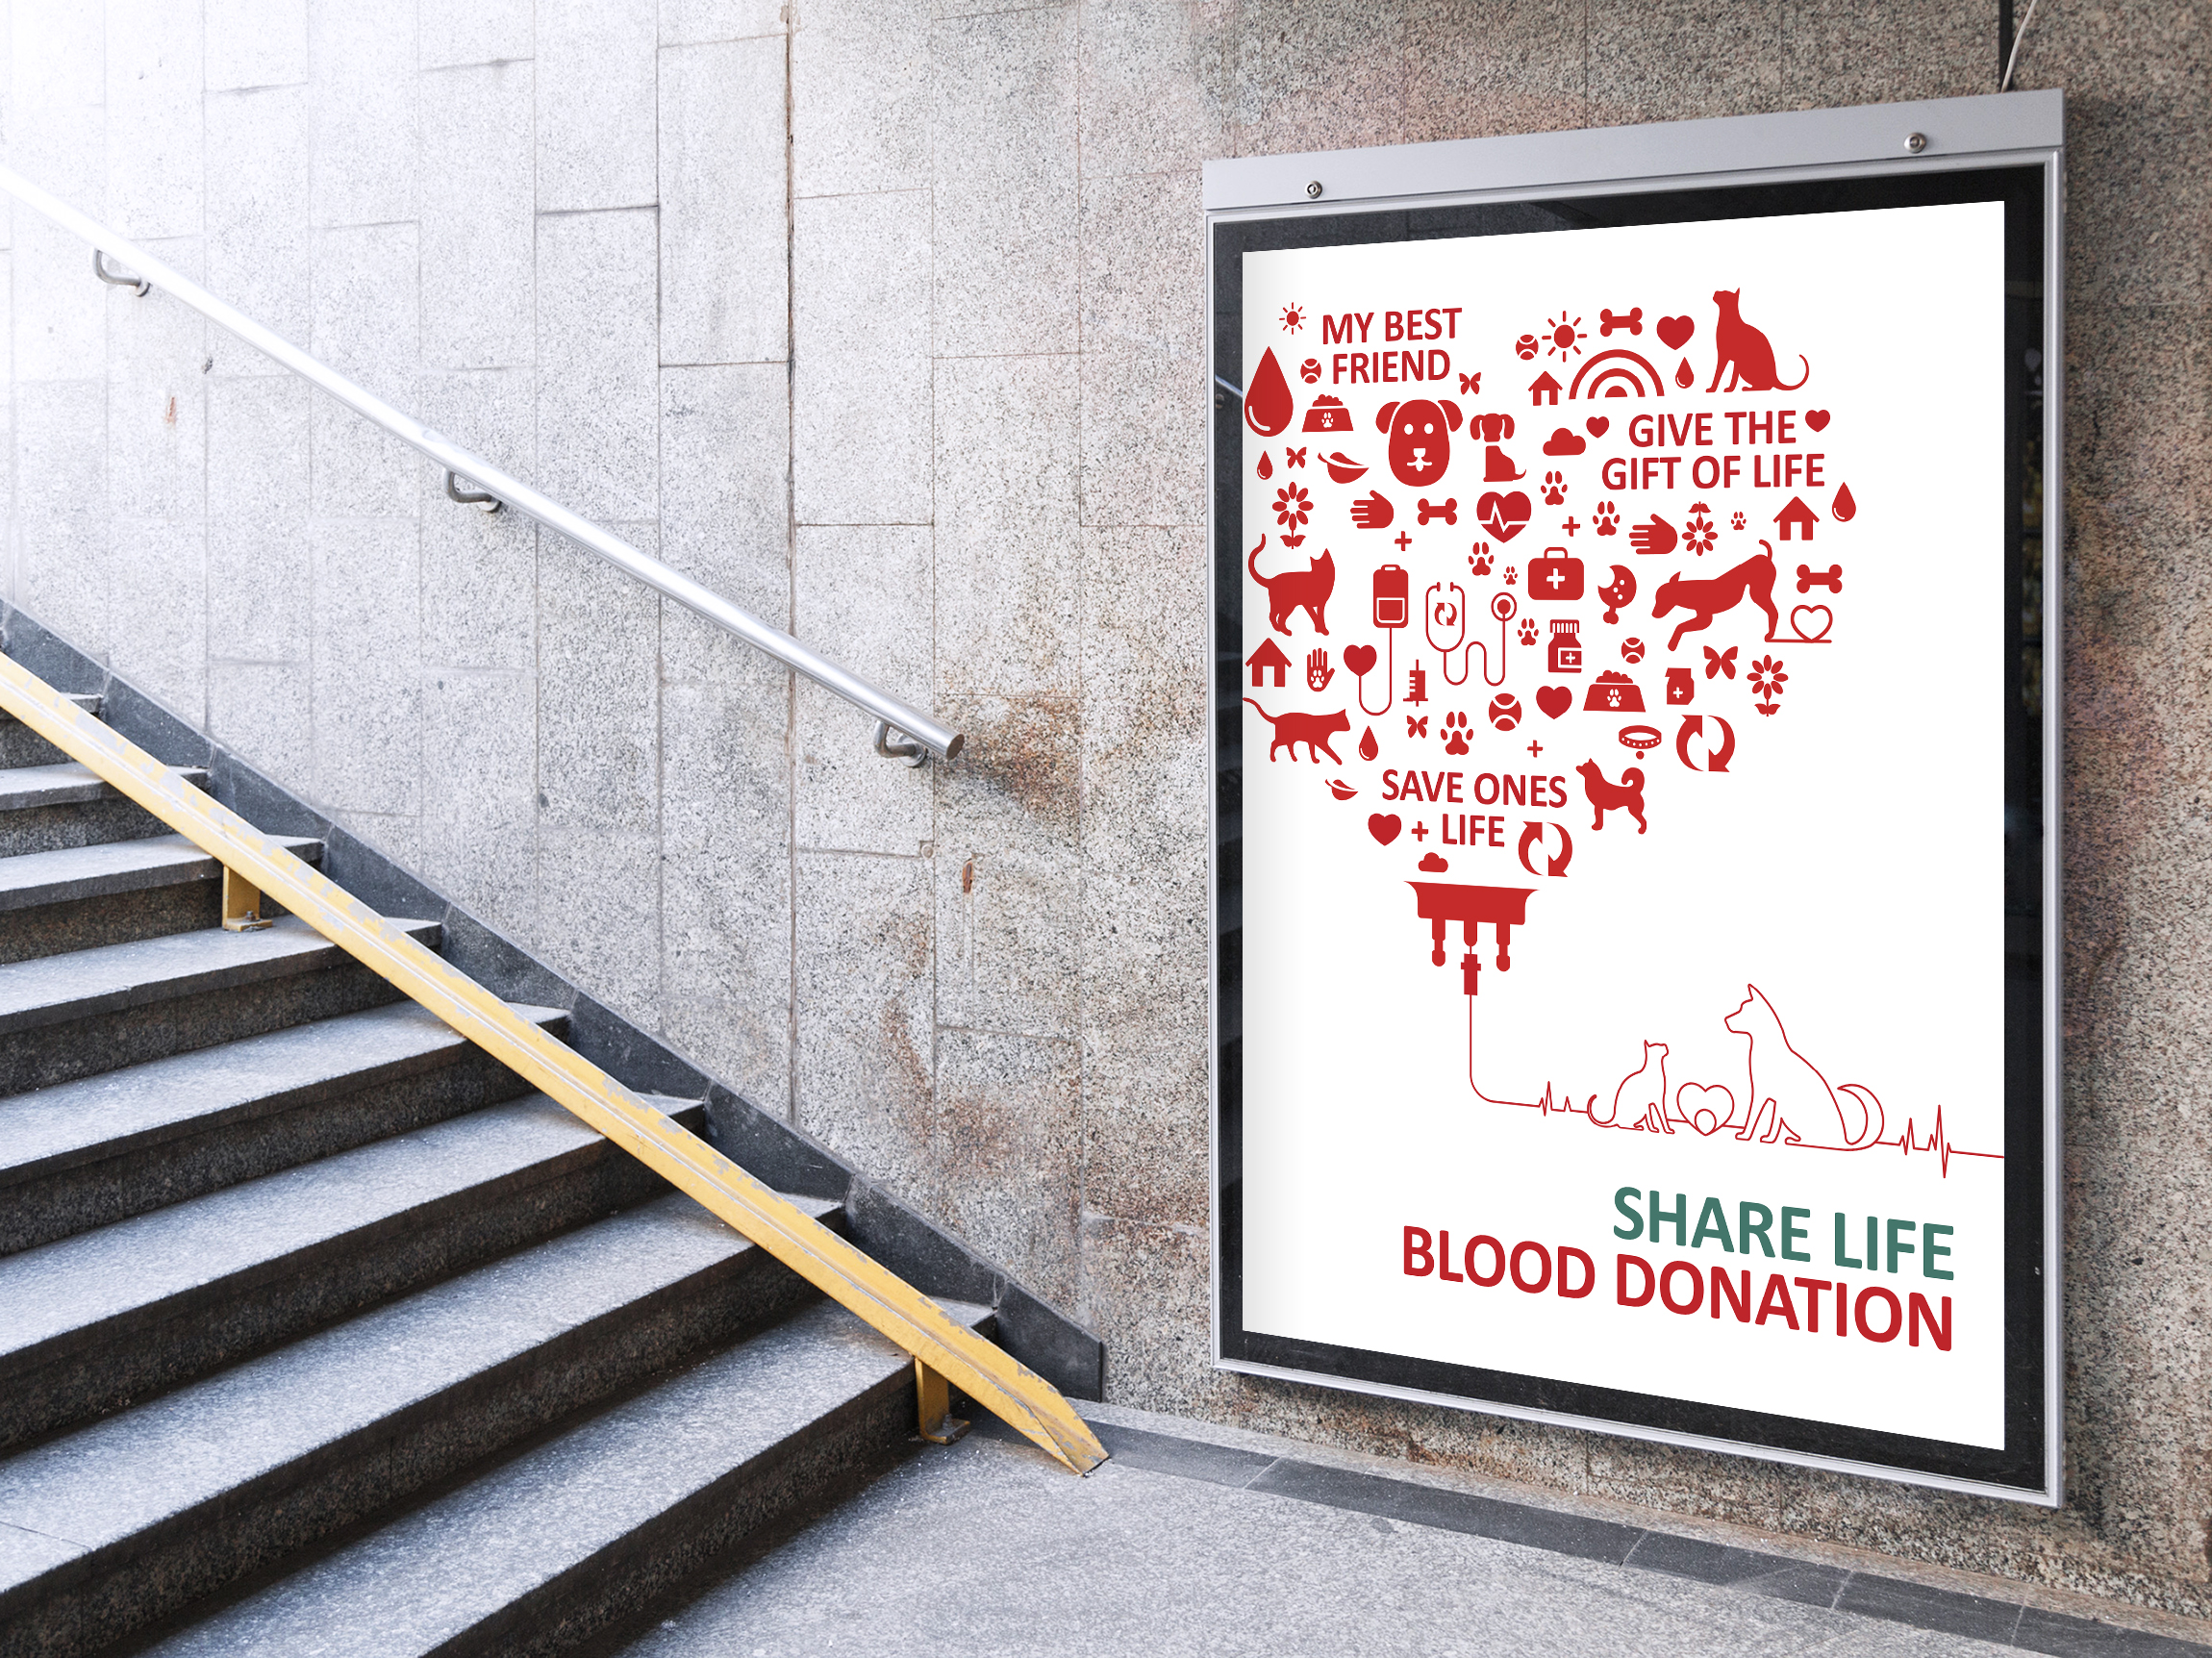 MY BEST
FRIEND
GIVE THE
GIFT OF LIFE
SAVE ONES
+ LIFE
SHARE LIFE
BLOOD DONATION